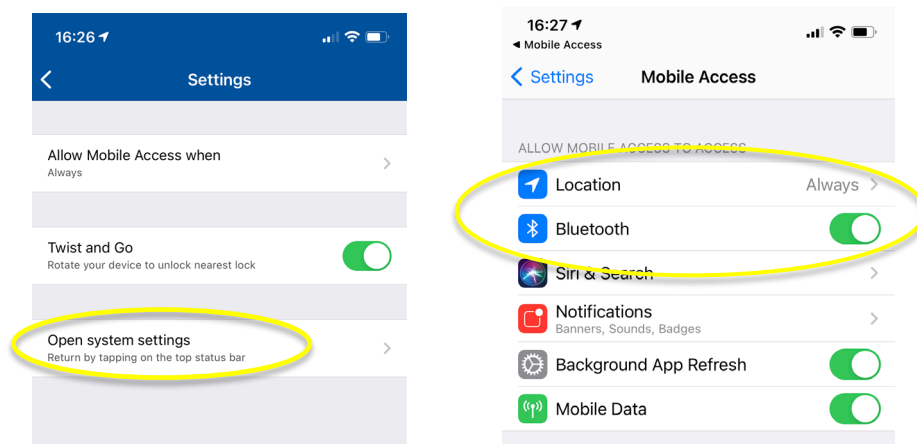 16:26
Settings
Allow Mobile Access when
Always
Twist and Go
Rotate your device to unlock nearest lock
Open system settings
Return by tapping on the top status bar
16:27
Mobile Access
Settings
Mobile Access
ALLOW MOBILE ACCESS TO ACCESS
Location
Always
Bluetooth
Siri & Search
Notifications
Banners, Sounds, Badges
Background App Refresh
Mobile Data